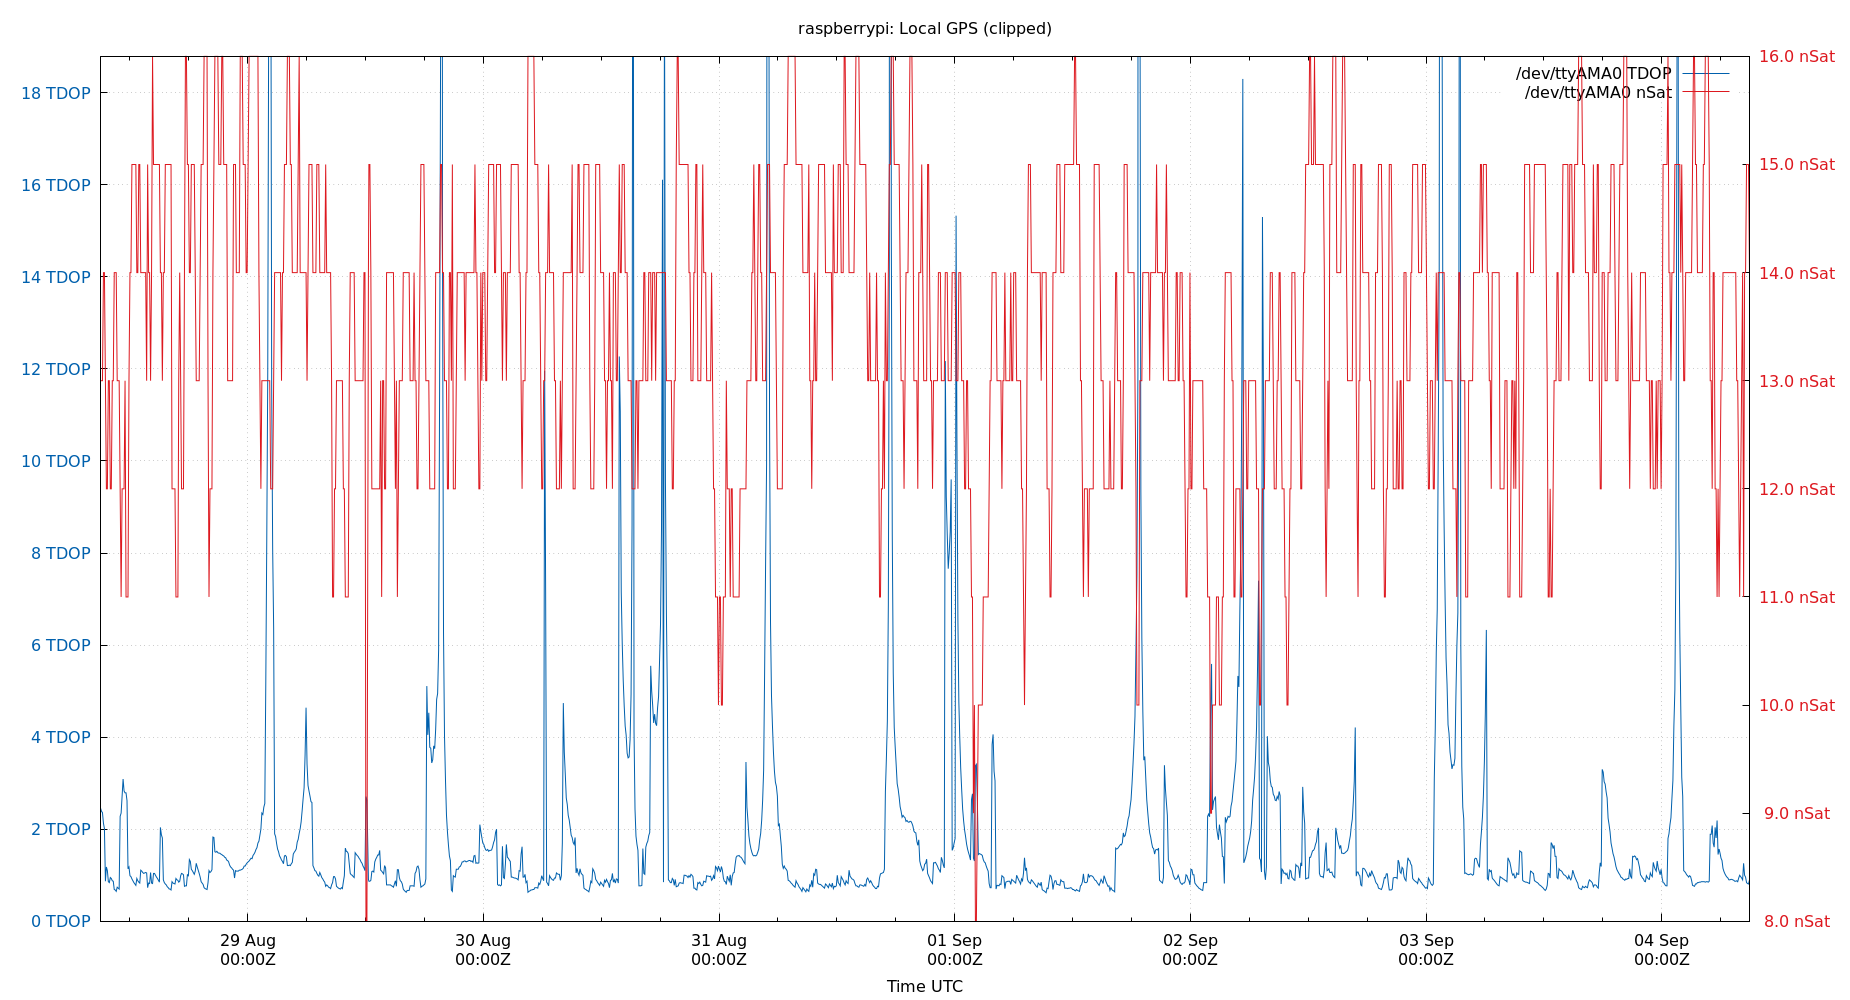 raspberrypi: Local GPS (clipped)
/dev/ttyAMA0 TDOP
/dev/ttyAMA0 nSat
18 TDOP
16 TDOP
14 TDOP
12 TDOP
10 TDOP
8 TDOP
6 TDOP
4 TDOP
2 TDOP
0 TDOP
16.0 nSat
15.0 nSat
14.0 nSat
13.0 nSat
12.0 nSat
11.0 nSat
10.0 nSat
9.0 nSat
8.0 nSat
29 Aug
00:00Z
30 Aug
00:00Z
31 Aug
00:00Z
01 Sep
00:00Z
02 Sep
00:00Z
03 Sep
00:00Z
04 Sep
00:00Z
Time UTC